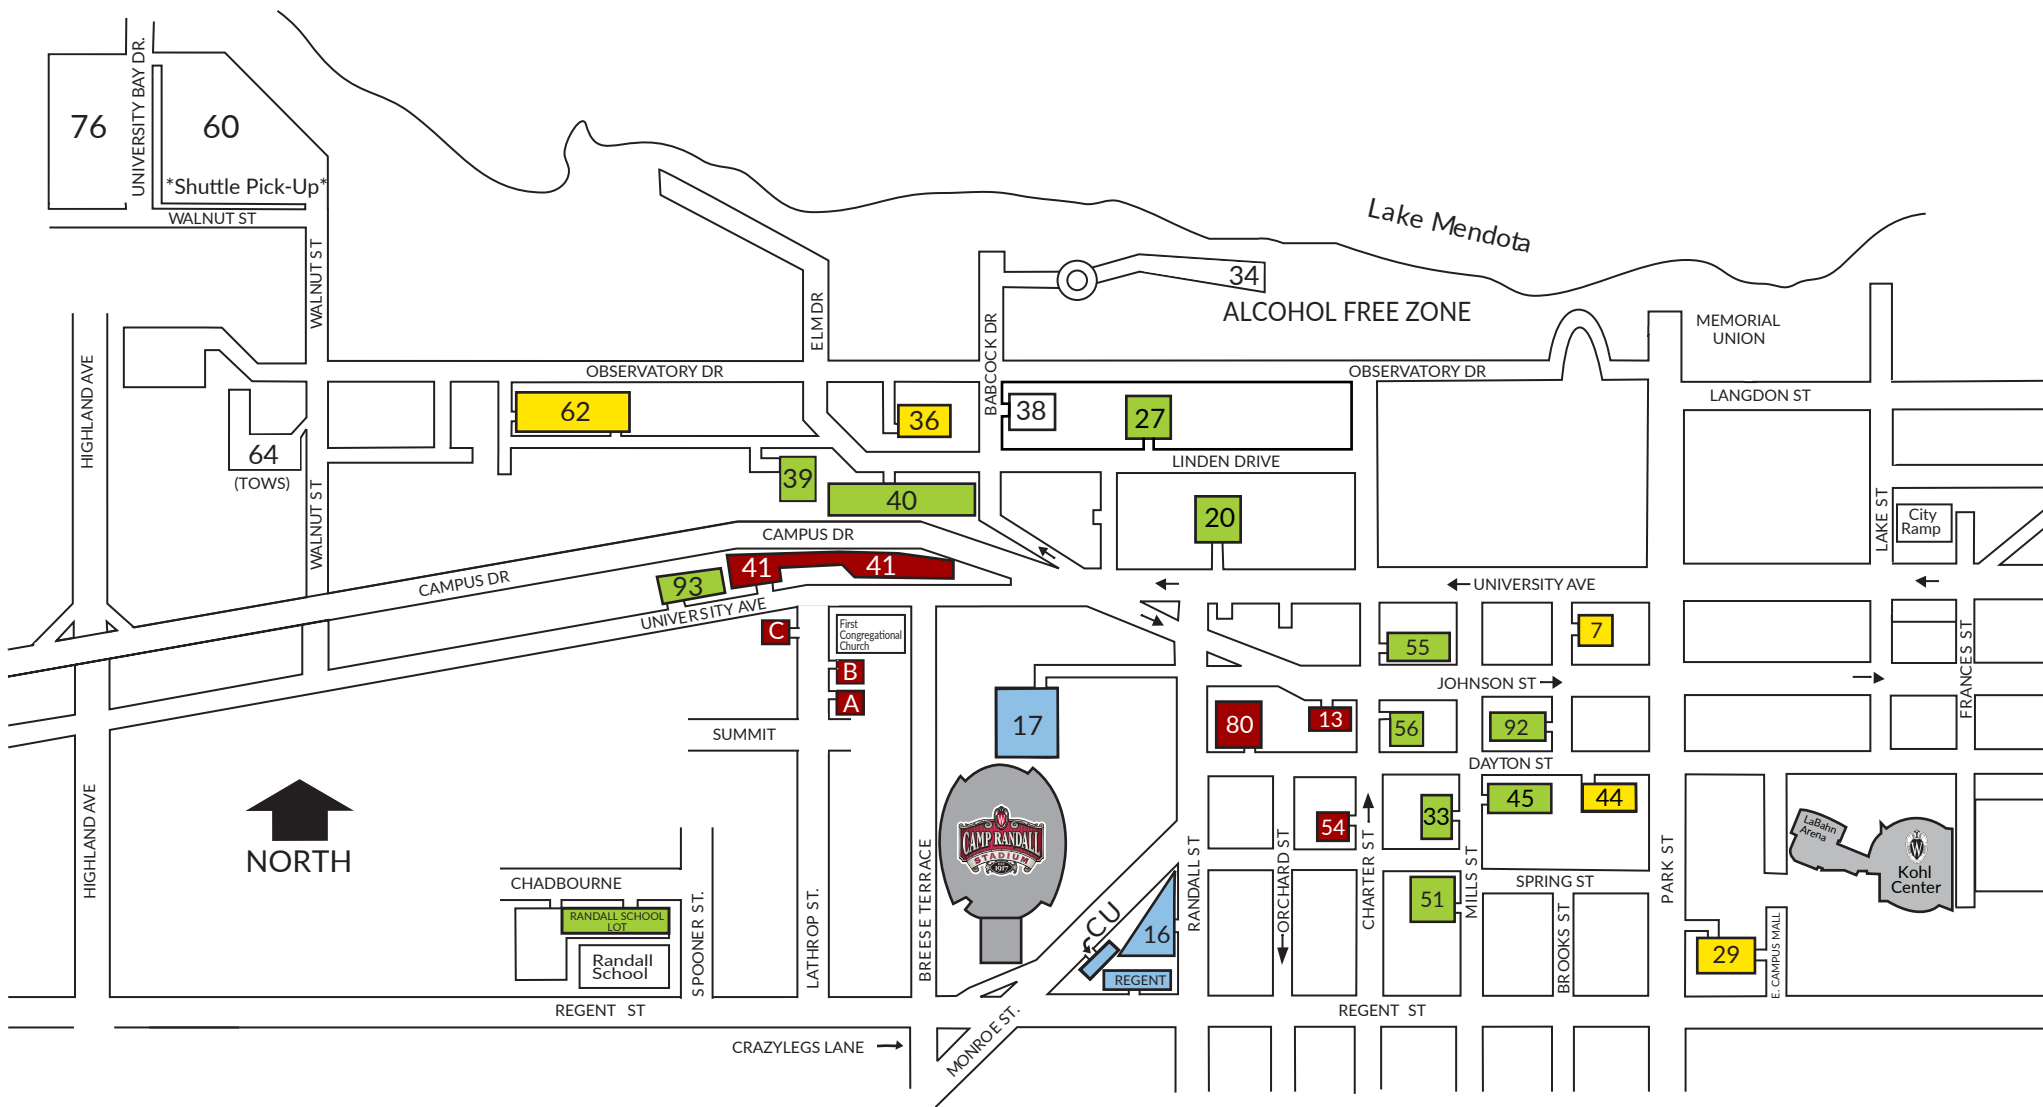 UNIVERSITY BAY DR.
76
60
*Shuttle Pick-Up*
WALNUT ST
WALNUT ST
Lake Mendota
34
ALCOHOL FREE ZONE
ELM DR
BABCOCK DR
MEMORIAL
UNION
HIGHLAND AVE
OBSERVATORY DR
OBSERVATORY DR
LANGDON ST
62
36
38
27
64
(TOWS)
LINDEN DRIVE
39
40
20
WALNUT ST
LAKE ST
City
Ramp
CAMPUS DR
CAMPUS DR
41
41
93
UNIVERSITY AVE
UNIVERSITY AVE
C
First
Congregational
Church
B
A
7
55
FRANCES ST
JOHNSON ST
SUMMIT
17
80
13
56
92
DAYTON ST
HIGHLAND AVE
NORTH
W
CAMP RANDALL
STADIUM
1917
54
33
45
44
LaBahn
Arena
W
Kohl
Center
BREESE TERRACE
RANDALL ST
ORCHARD ST
CHARTER ST
MILLS ST
PARK ST
CHADBOURNE
SPRING ST
RANDALL SCHOOL
LOT
SPOONER ST.
LATHROP ST.
CU
16
51
BROOKS ST
29
E. CAMPUS MALL
Randall
School
REGENT
REGENT ST
REGENT ST
CRAZYLEGS LANE
MONROE ST.